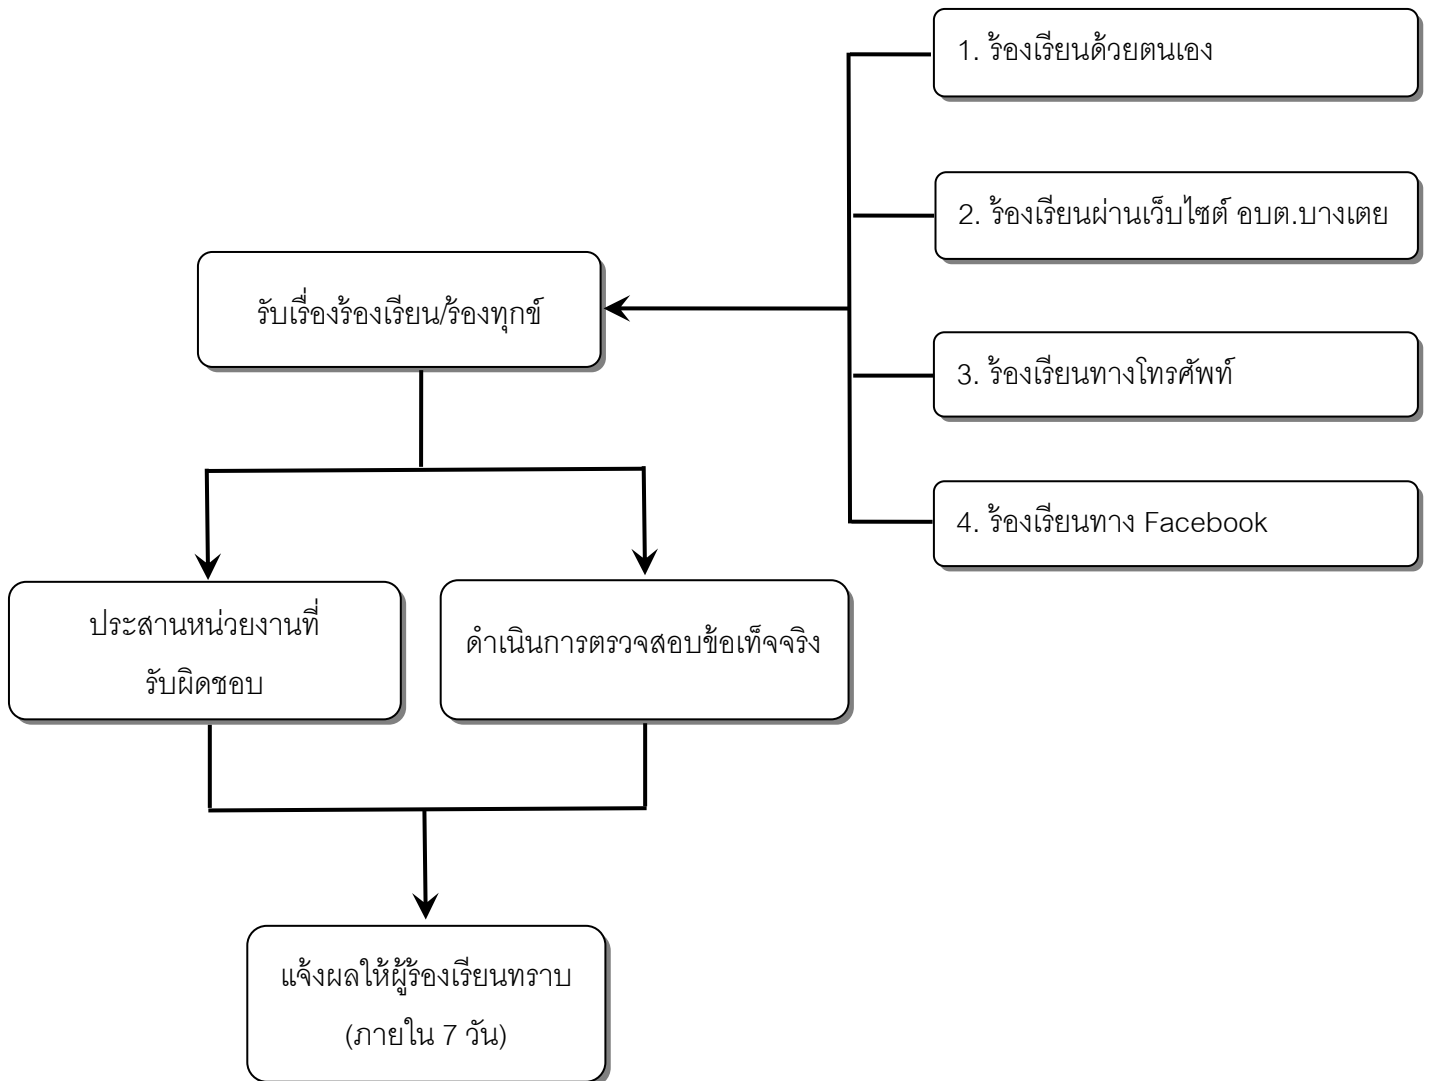 1. ร้องเรียนด้วยตนเอง
2. ร้องเรียนผ่านเว็บไซต์ อบต.บางเตย
รับเรื่องร้องเรียน/ร้องทุกข์
3. ร้องเรียนทางโทรศัพท์
4. ร้องเรียนทาง Facebook
ประสานหน่วยงานที่
รับผิดชอบ
ดำเนินการตรวจสอบข้อเท็จจริง
แจ้งผลให้ผู้ร้องเรียนทราบ
(ภายใน 7 วัน)